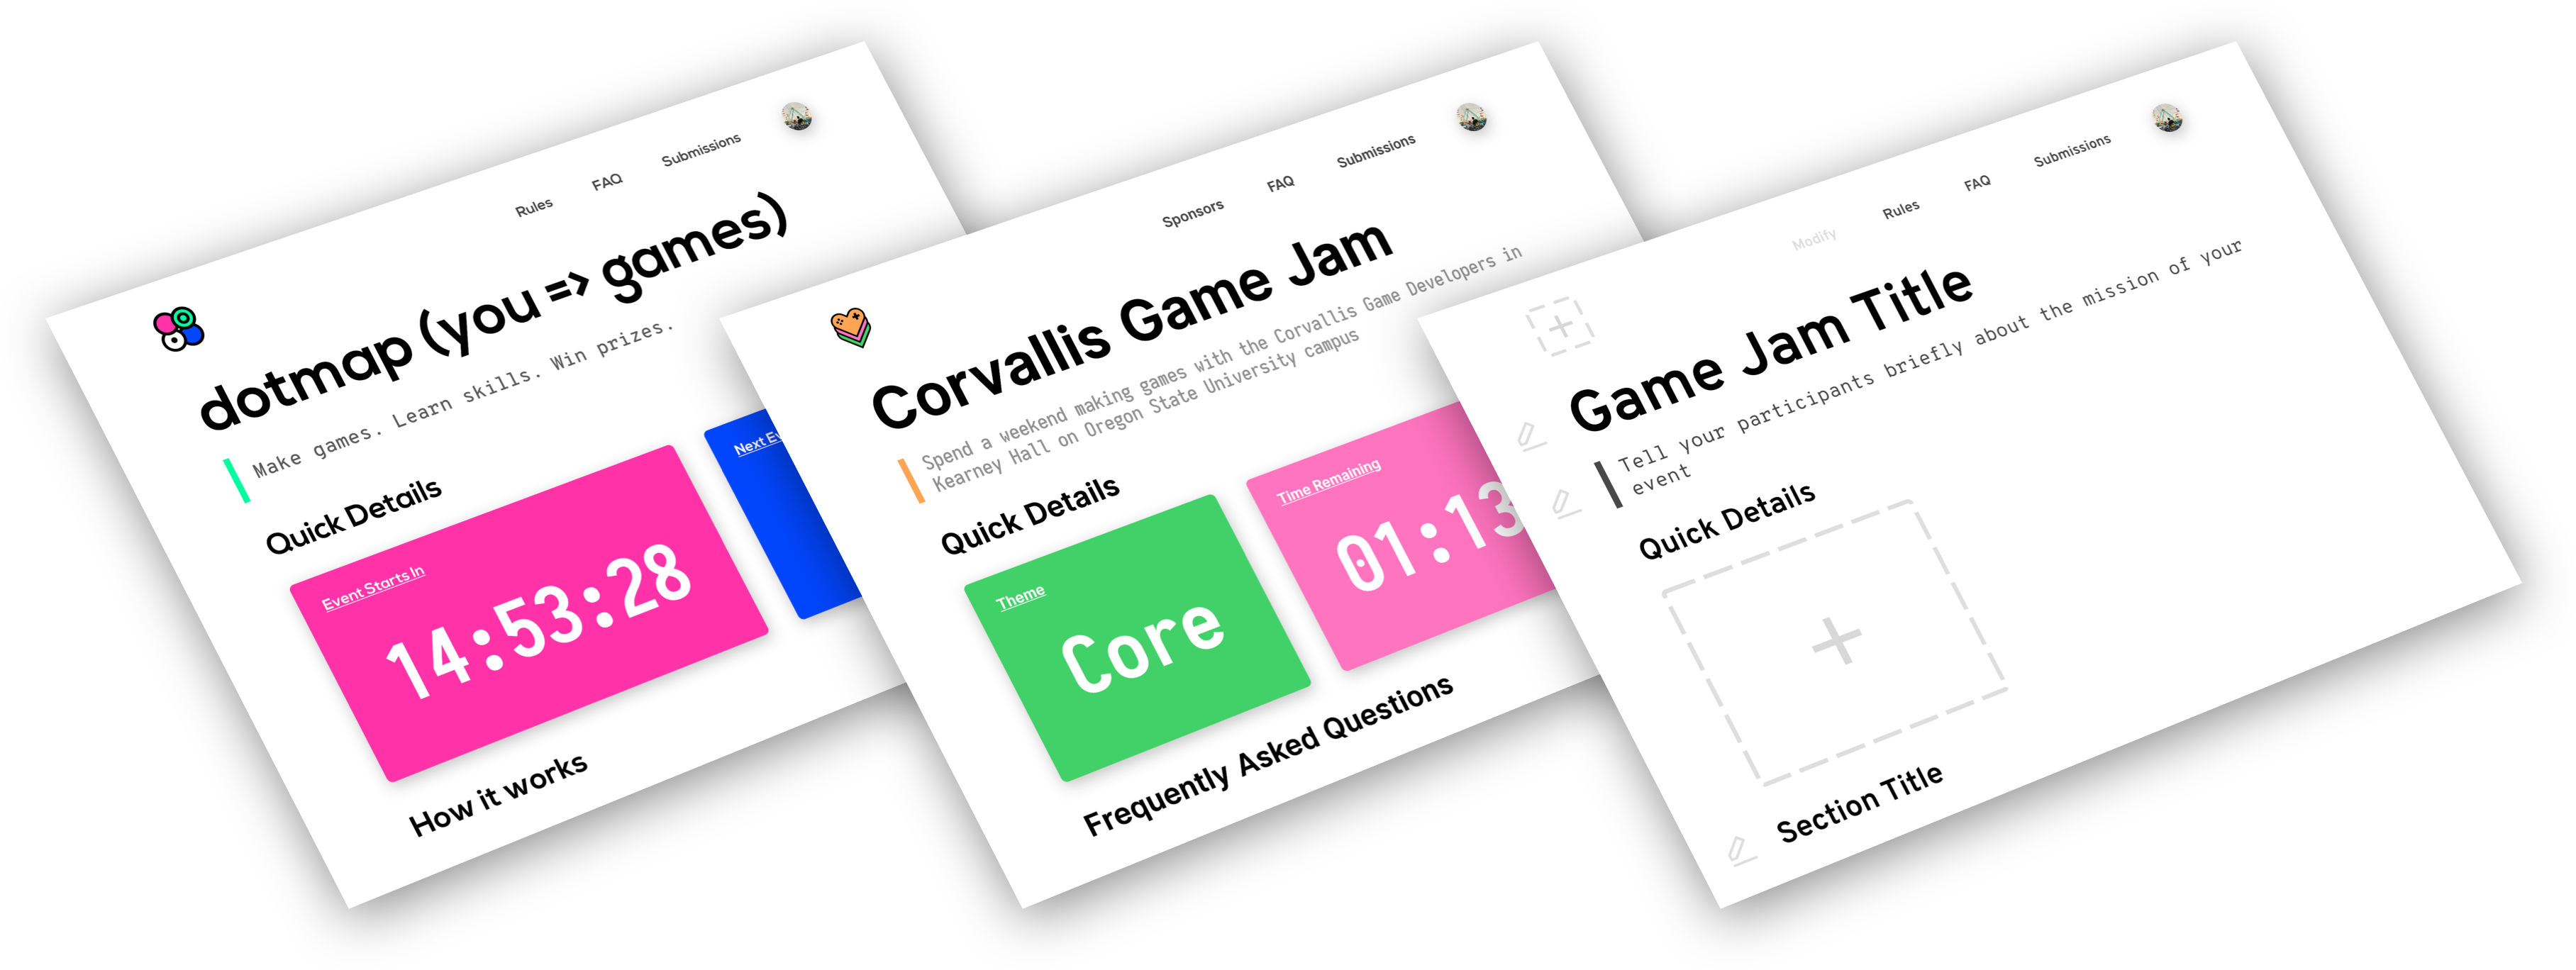 Rules
FAQ
Submissions
dotmap (you => games)
Make games. Learn skills. Win prizes.
Quick Details
Event Starts In
14:53:28
Next
How it works
Sponsors
FAQ
Submissions
Corvallis Game Jam
Spend a weekend making games with the Corvallis Game Developers in
Kearney Hall on Oregon State University campus
Quick Details
Theme
Core
Time Remaining
01:13
Frequently Asked Questions
Modify
Rules
FAQ
Submissions
Game Jam Title
Tell your participants briefly about the mission of your
event
Quick Details
Section Title